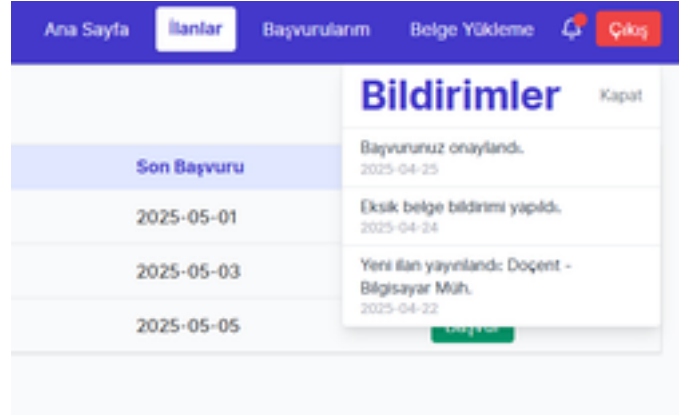 Ana Sayfa İlanlar Başvurularım Belge Yükleme Çıkış
Bildirimler Kapat
Başvurunuz onaylandı.
2025-04-25
Eksik belge bildirimi yapıldı.
2025-04-24
Yeni ilan yayınlandı: Doçent -
Bilgisayar Müh.
2025-04-22
Son Başvuru
2025-05-01
2025-05-03
2025-05-05
Başvur